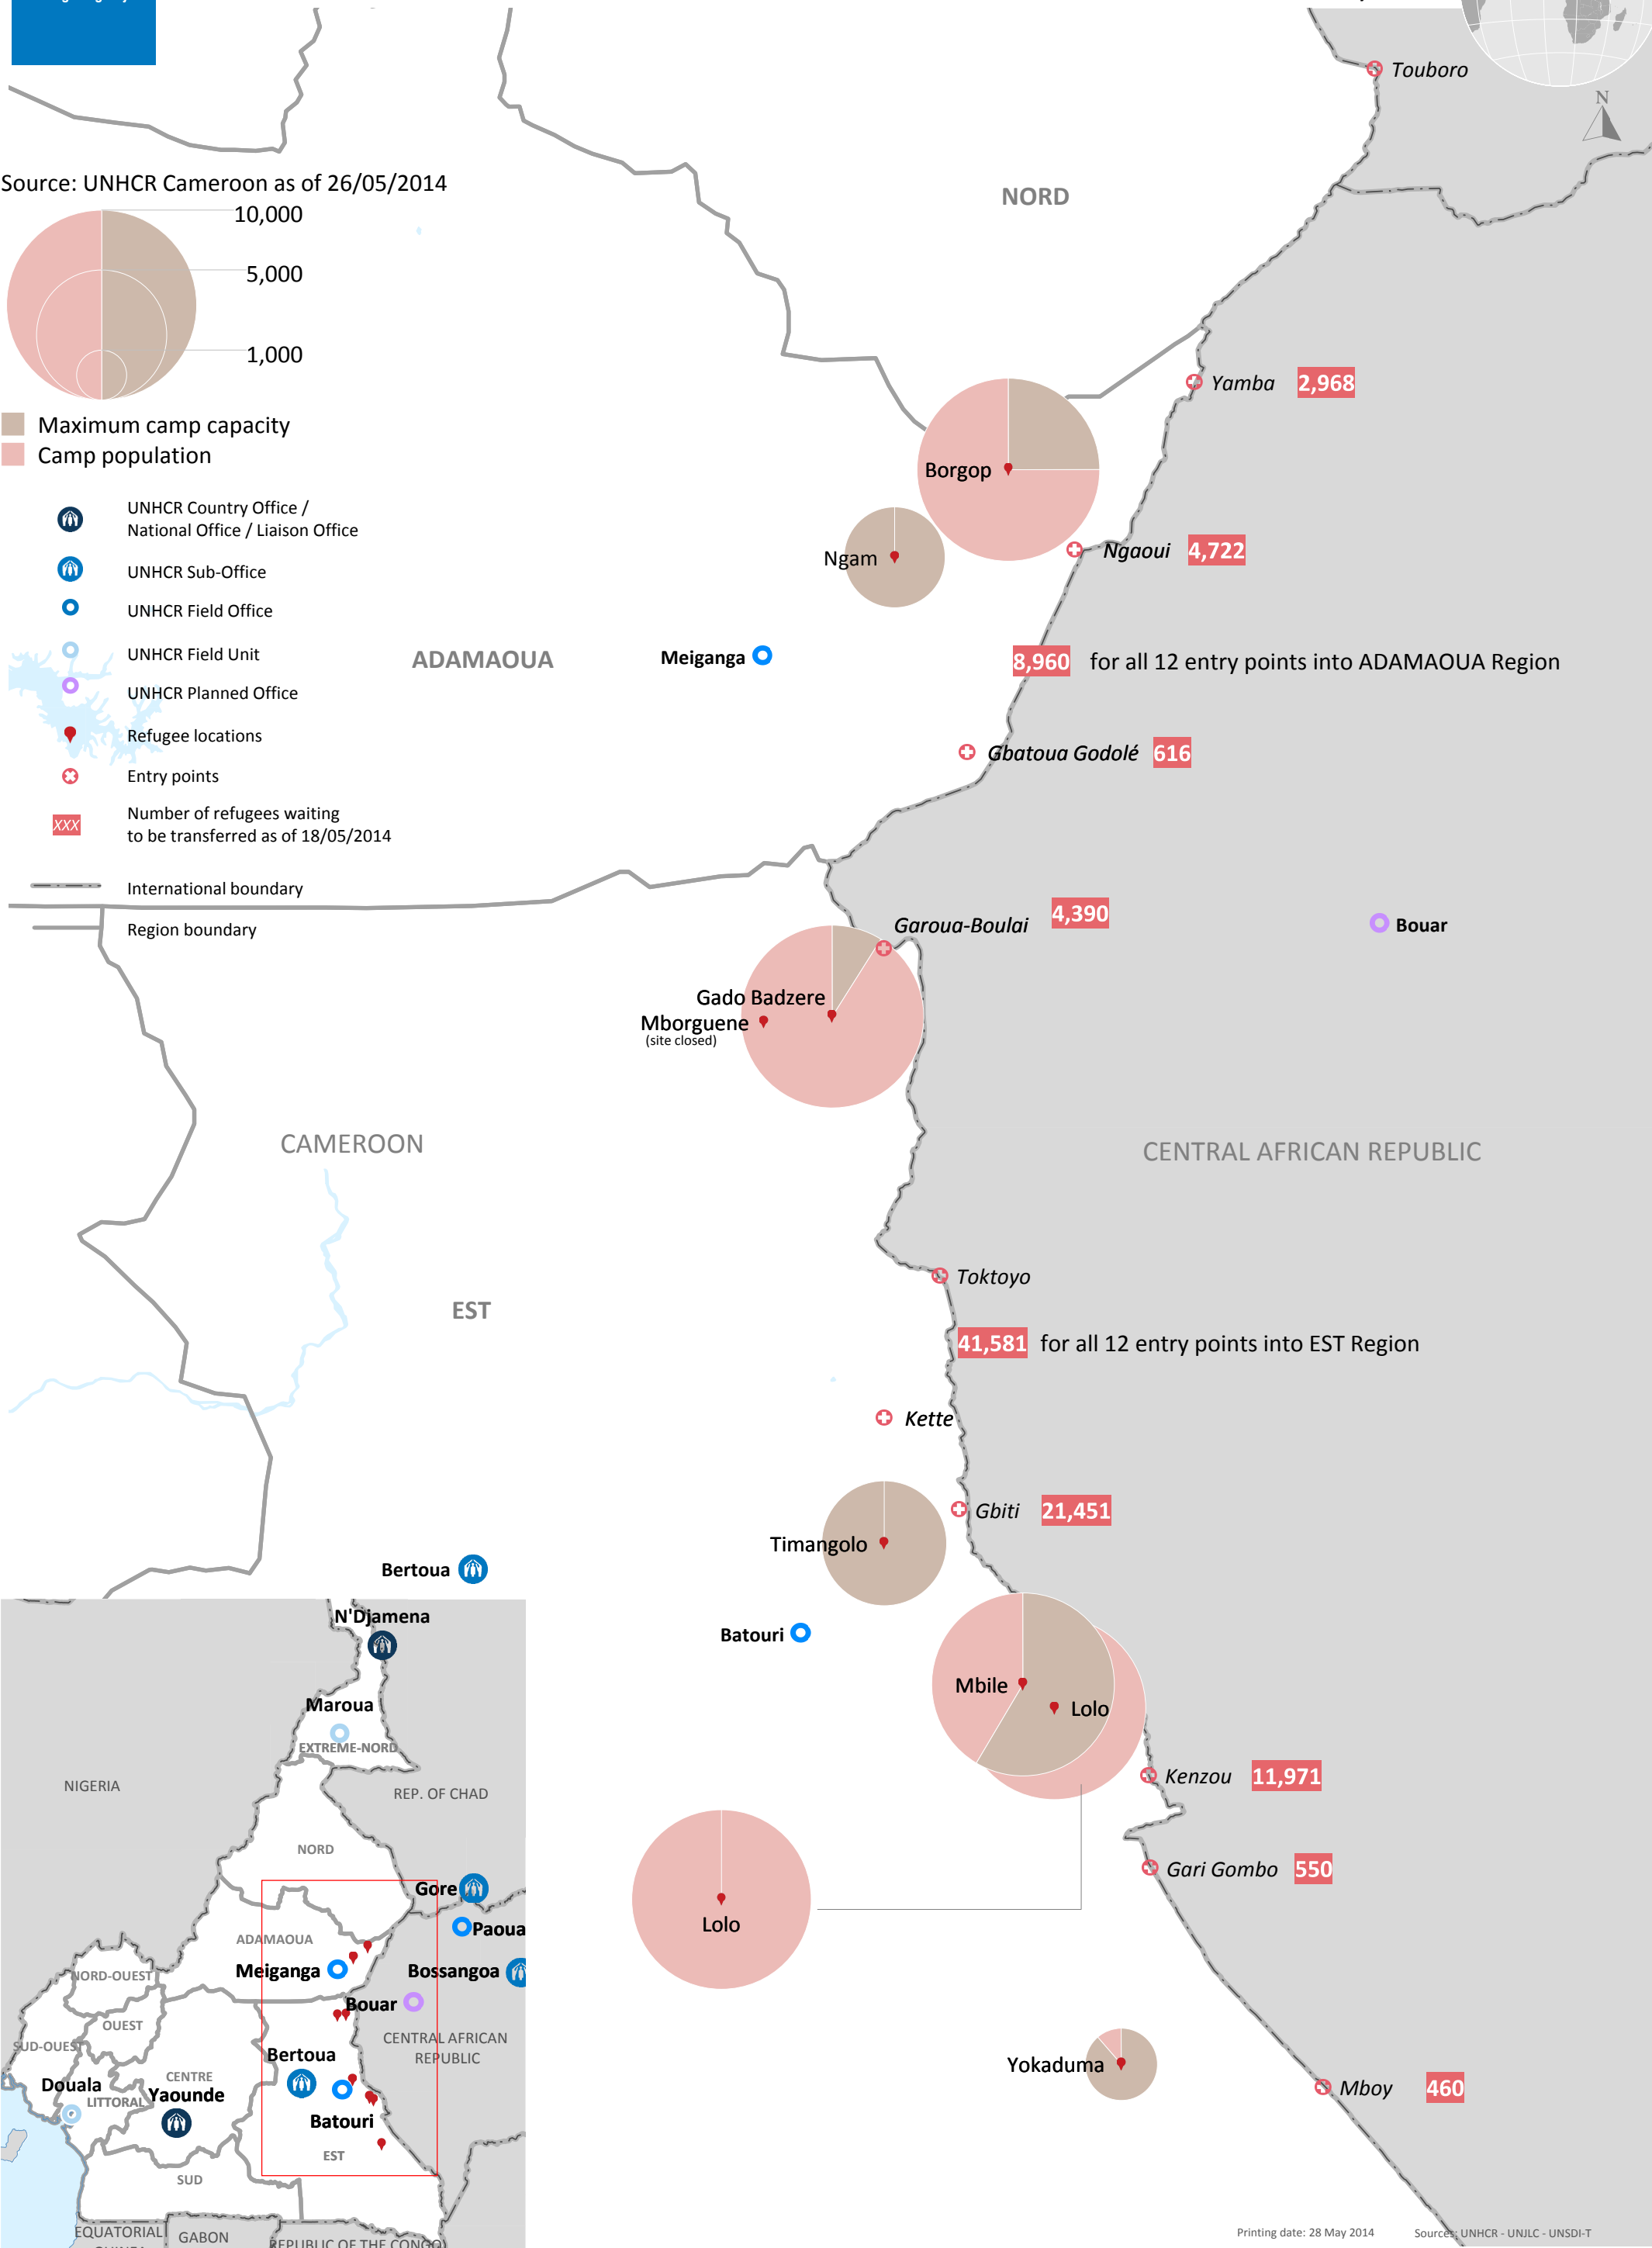 Touboro
N
Source: UNHCR Cameroon as of 26/05/2014
10,000
5,000
1,000
NORD
Maximum camp capacity
Camp population
Yamba 2,968
Borgop
UNHCR Country Office /
National Office / Liaison Office
UNHCR Sub-Office
UNHCR Field Office
UNHCR Field Unit
UNHCR Planned Office
Refugee locations
Entry points
XXX
Number of refugees waiting
to be transferred as of 18/05/2014
International boundary
Region boundary
Ngaoui 4,722
Ngam
ADAMAOUA
Meiganga
8,960 for all 12 entry points into ADAMAOUA Region
Gbatoua Godolé 616
Garoua-Boulai 4,390
Bouar
Gado Badzere
Mborguene
(site closed)
CAMEROON
CENTRAL AFRICAN REPUBLIC
Toktoyo
EST
41,581 for all 12 entry points into EST Region
Kette
Gbiti 21,451
Timangolo
Bertoua
Batouri
Mbile
Lolo
Kenzou 11,971
Gari Gombo 550
Lolo
Yokaduma
Mboy 460
N'Djamena
Maroua
EXTREME-NORD
NIGERIA
REP. OF CHAD
NORD
Gore
Paoua
ADAMAOUA
Meiganga
Bossangoa
NORD-OUEST
Bouar
OUEST
SUD-OUEST
CENTRAL AFRICAN
REPUBLIC
Bertoua
CENTRE
Douala
Yaounde
LITTORAL
Batouri
EST
SUD
EQUATORIAL
GABON
REPUBLIC OF THE CONGO
Printing date: 28 May 2014
Sources: UNHCR - UNJLC - UNSDI-T